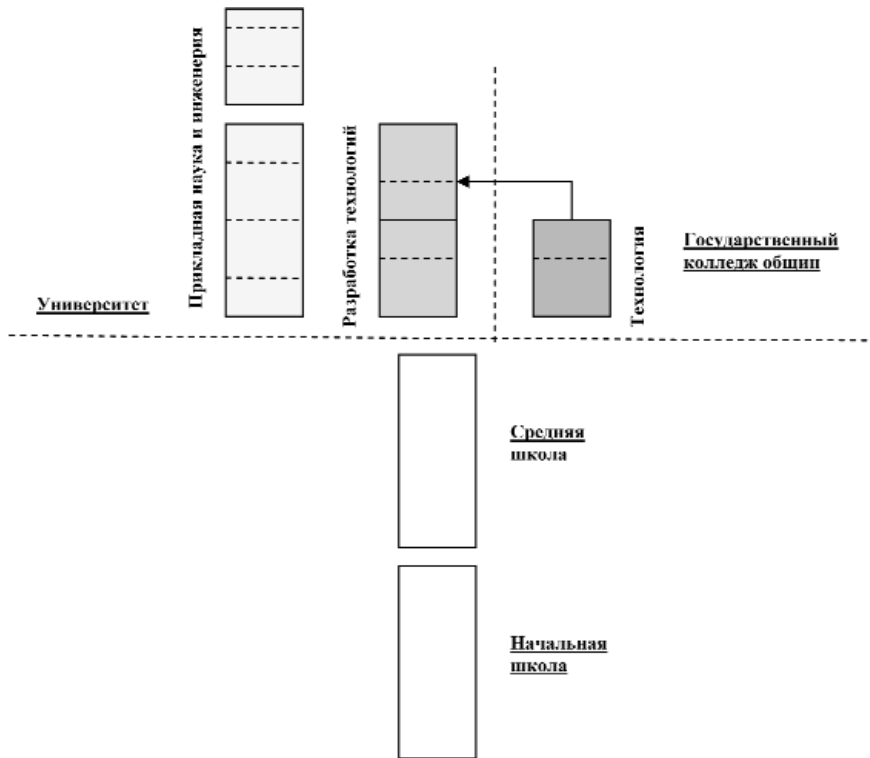 Прикладная наука и инженерия
Разработка технологий
Технология
Государственный
колледж общин
Университет
Средняя
школа
Начальная
школа